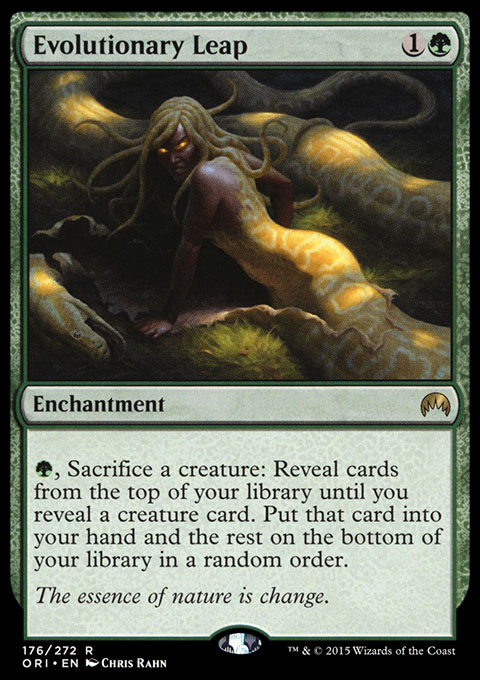 Evolutionary Leap 1
Enchantment
, Sacrifice a creature: Reveal cards
from the top of your library until you
reveal a creature card. Put that card into
your hand and the rest on the bottom of
your library in a random order.
The essence of nature is change.
176/272 R
ORI • EN Chris Rahn
™ & © 2015 Wizards of the Coast